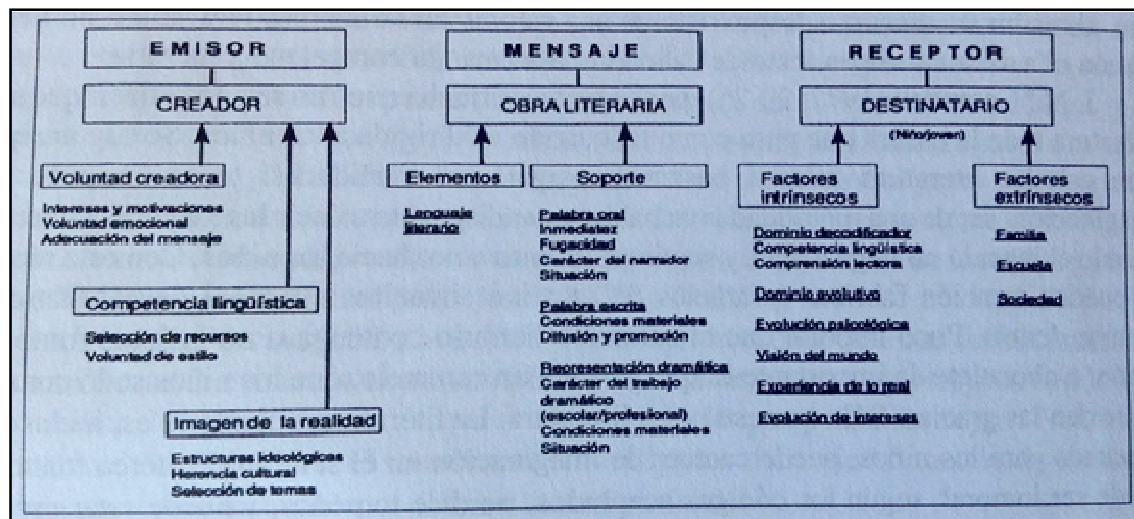 EMISOR
CREADOR
Voluntad creadora
Intereses y motivaciones
Voluntad emocional
Adecuación del mensaje
Competencia lingüística
Selección de recursos
Voluntad de estilo
Imagen de la realidad
Estructuras ideológicas
Herencia cultural
Selección de temas
MENSAJE
OBRA LITERARIA
Elementos
Lenguaje
literario
Soporte
Palabra oral
Inmediatez
Fugacidad
Carácter del narrador
Situación
Palabra escrita
Condiciones materiales
Difusión y promoción
Representación dramática
Carácter del trabajo
dramático
(escolar/profesional)
Condiciones materiales
Situación
RECEPTOR
DESTINATARIO
(Niño/joven)
Factores
intrínsecos
Dominio decodificador
Competencia lingüística
Comprensión lectora
Dominio evolutivo
Evolución psicológica
Visión del mundo
Experiencia de lo real
Evolución de intereses
Factores
extrínsecos
Familia
Escuela
Sociedad